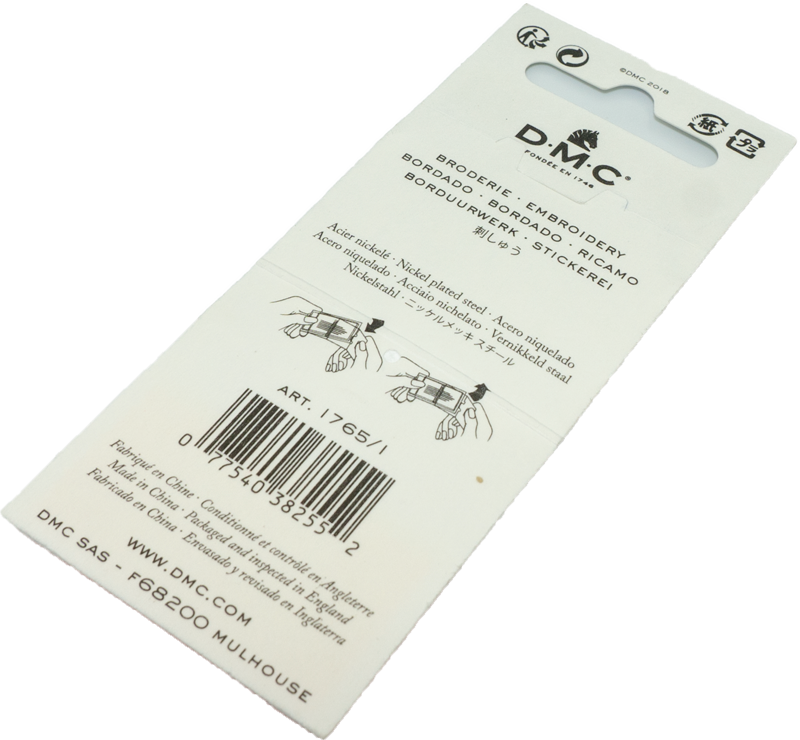 ©DMC 2018
紙
プラ
D·M·C®
FONDÉE EN 1746
BRODERIE · EMBROIDERY
BORDADO · BORDADO · RICAMO
BORDUURWERK · STICKEREI
刺しゅう
Acier nickelé · Nickel plated steel · Acero niquelado
Acero niquelado · Acciaio nichelato · Vernikkeld staal
Nickelstahl · ニッケルメッキ スチール
ART. 1765/1
0 77540 38255 2
Fabriqué en Chine · Conditionné et contrôlé en Angleterre
Made in China · Packaged and inspected in England
Fabricado en China · Envasado y revisado en Inglaterra
WWW.DMC.COM
DMC SAS – F68200 MULHOUSE